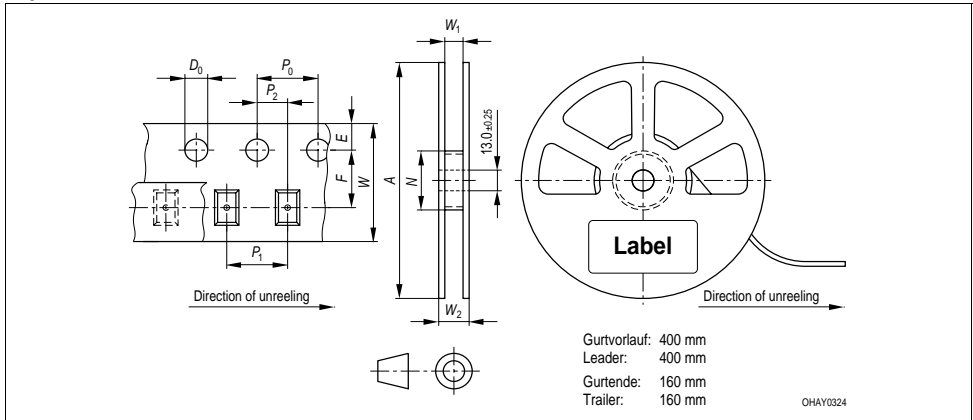 W1
D0
P0
P2
E
F
W
A
N
13.0±0.25
P1
W2
Label
Direction of unreeling
Direction of unreeling
Gurtvorlauf: 400 mm
Leader: 400 mm
Gurtende: 160 mm
Trailer: 160 mm
OHAY0324